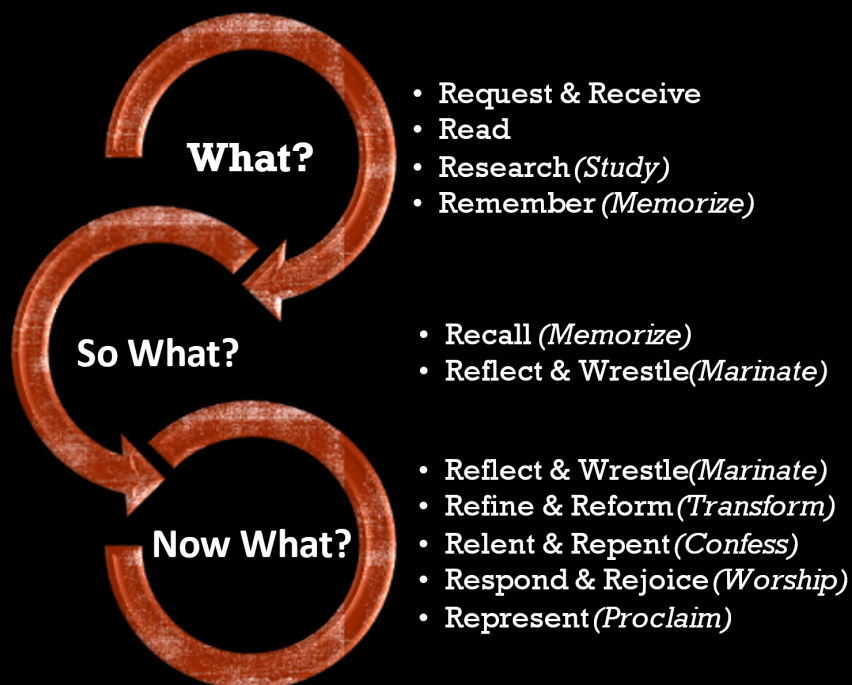 What?
• Request & Receive
• Read
• Research (Study)
• Remember (Memorize)
So What?
• Recall (Memorize)
• Reflect & Wrestle(Marinate)
Now What?
• Reflect & Wrestle(Marinate)
• Refine & Reform (Transform)
• Relent & Repent (Confess)
• Respond & Rejoice (Worship)
• Represent (Proclaim)